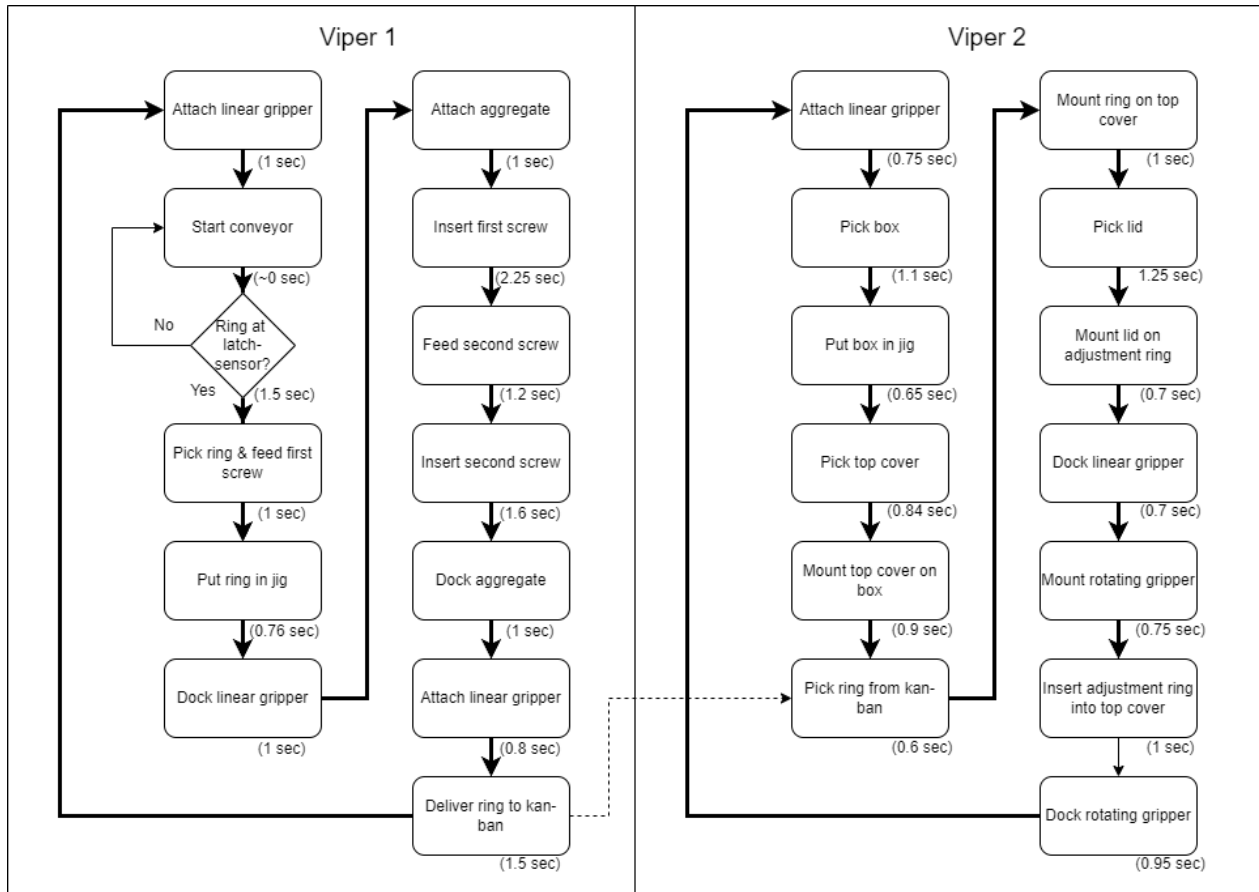 Viper 1
Attach linear gripper
(1 sec)
Start conveyor
(~0 sec)
No
Ring at
latch-
sensor?
Yes
(1.5 sec)
Pick ring & feed first
screw
(1 sec)
Put ring in jig
(0.76 sec)
Dock linear gripper
(1 sec)
Attach aggregate
(1 sec)
Insert first screw
(2.25 sec)
Feed second screw
(1.2 sec)
Insert second screw
(1.6 sec)
Dock aggregate
(1 sec)
Attach linear gripper
(0.8 sec)
Deliver ring to kan-
ban
(1.5 sec)
Viper 2
Attach linear gripper
(0.75 sec)
Pick box
(1.1 sec)
Put box in jig
(0.65 sec)
Pick top cover
(0.84 sec)
Mount top cover on
box
(0.9 sec)
Pick ring from kan-
ban
(0.6 sec)
Mount ring on top
cover
(1 sec)
Pick lid
1.25 sec)
Mount lid on
adjustment ring
(0.7 sec)
Dock linear gripper
(0.7 sec)
Mount rotating gripper
(0.75 sec)
Insert adjustment ring
into top cover
(1 sec)
Dock rotating gripper
(0.95 sec)